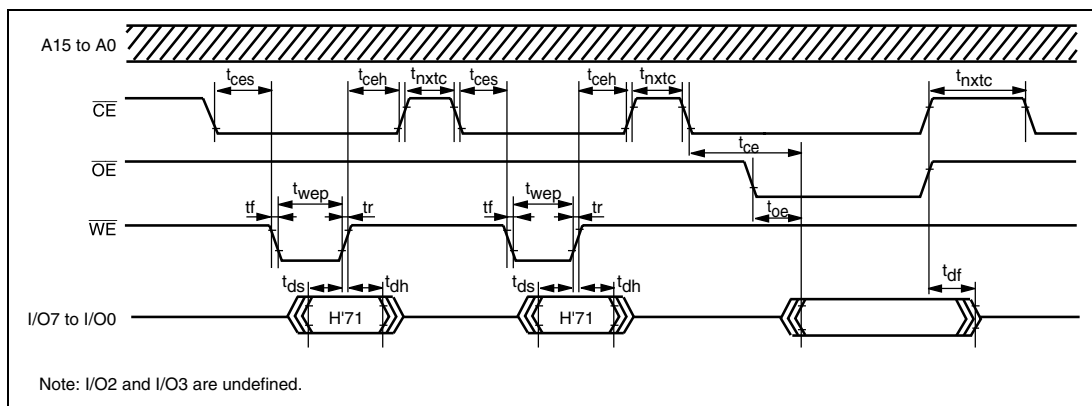 A15 to A0
tces tceh tnxtc tces tceh tnxtc tnxtc
CE
tce
OE
twep twep
tf tr tf tr toe
WE
tds tdh tds tdh tdf
I/O7 to I/O0 H'71 H'71
Note: I/O2 and I/O3 are undefined.